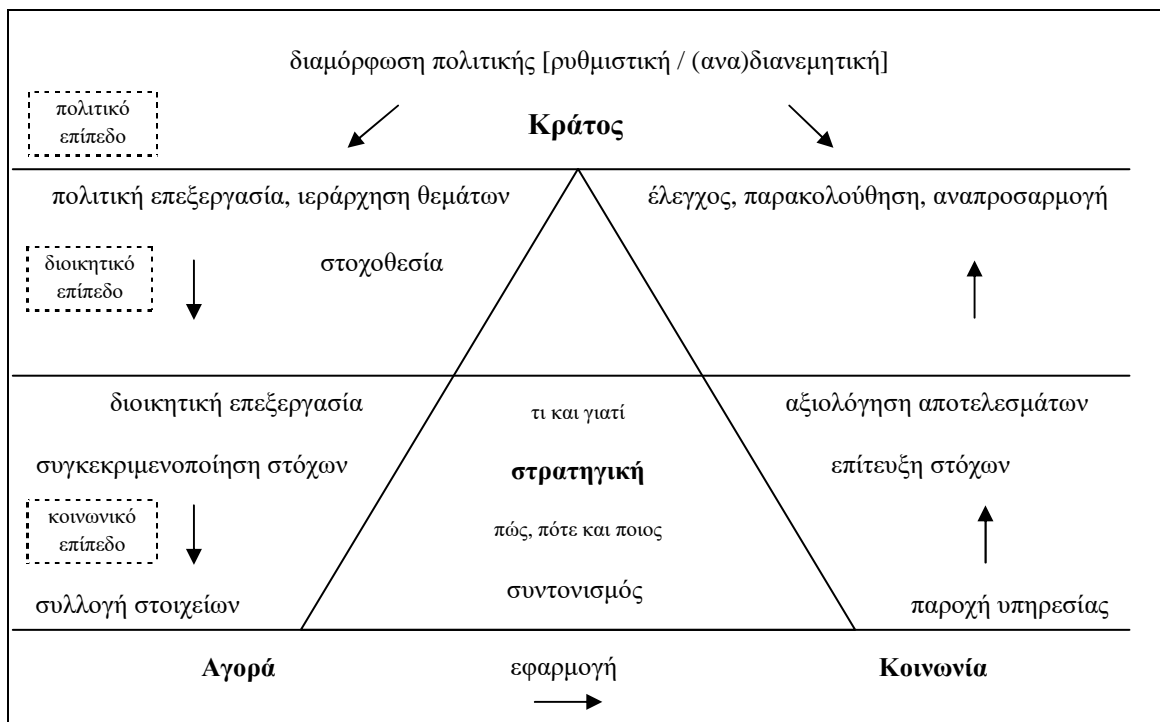 διαμόρφωση πολιτικής [ρυθμιστική / (ανα)διανεμητική]
πολιτικό
επίπεδο
Κράτος
πολιτική επεξεργασία, ιεράρχηση θεμάτων
έλεγχος, παρακολούθηση, αναπροσαρμογή
διοικητικό
επίπεδο
στοχοθεσία
διοικητική επεξεργασία
τι και γιατί
αξιολόγηση αποτελεσμάτων
συγκεκριμενοποίηση στόχων
στρατηγική
επίτευξη στόχων
κοινωνικό
επίπεδο
πώς, πότε και ποιος
συντονισμός
συλλογή στοιχείων
παροχή υπηρεσίας
Αγορά
εφαρμογή
Κοινωνία